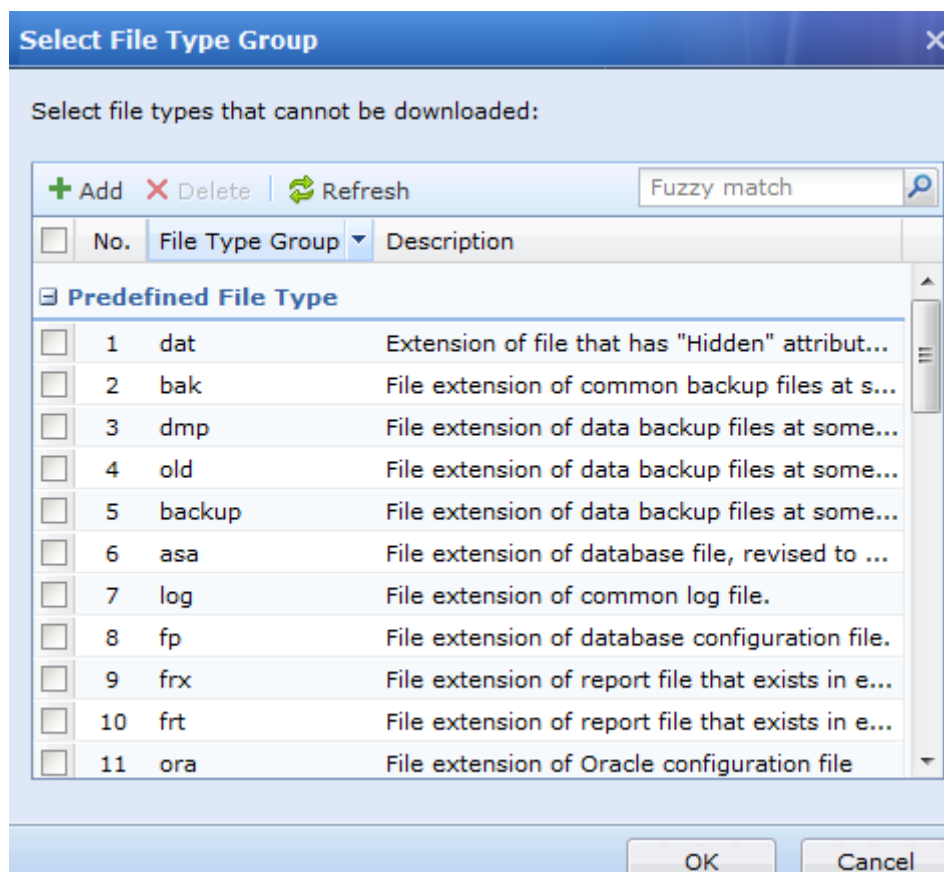 Select File Type Group
Select file types that cannot be downloaded:
Add Delete Refresh Fuzzy match
No. File Type Group Description
Predefined File Type
1 dat Extension of file that has "Hidden" attribut...
2 bak File extension of common backup files at s...
3 dmp File extension of data backup files at some...
4 old File extension of data backup files at some...
5 backup File extension of data backup files at some...
6 asa File extension of database file, revised to ...
7 log File extension of common log file.
8 fp File extension of database configuration file.
9 frx File extension of report file that exists in e...
10 frt File extension of report file that exists in e...
11 ora File extension of Oracle configuration file
OK Cancel